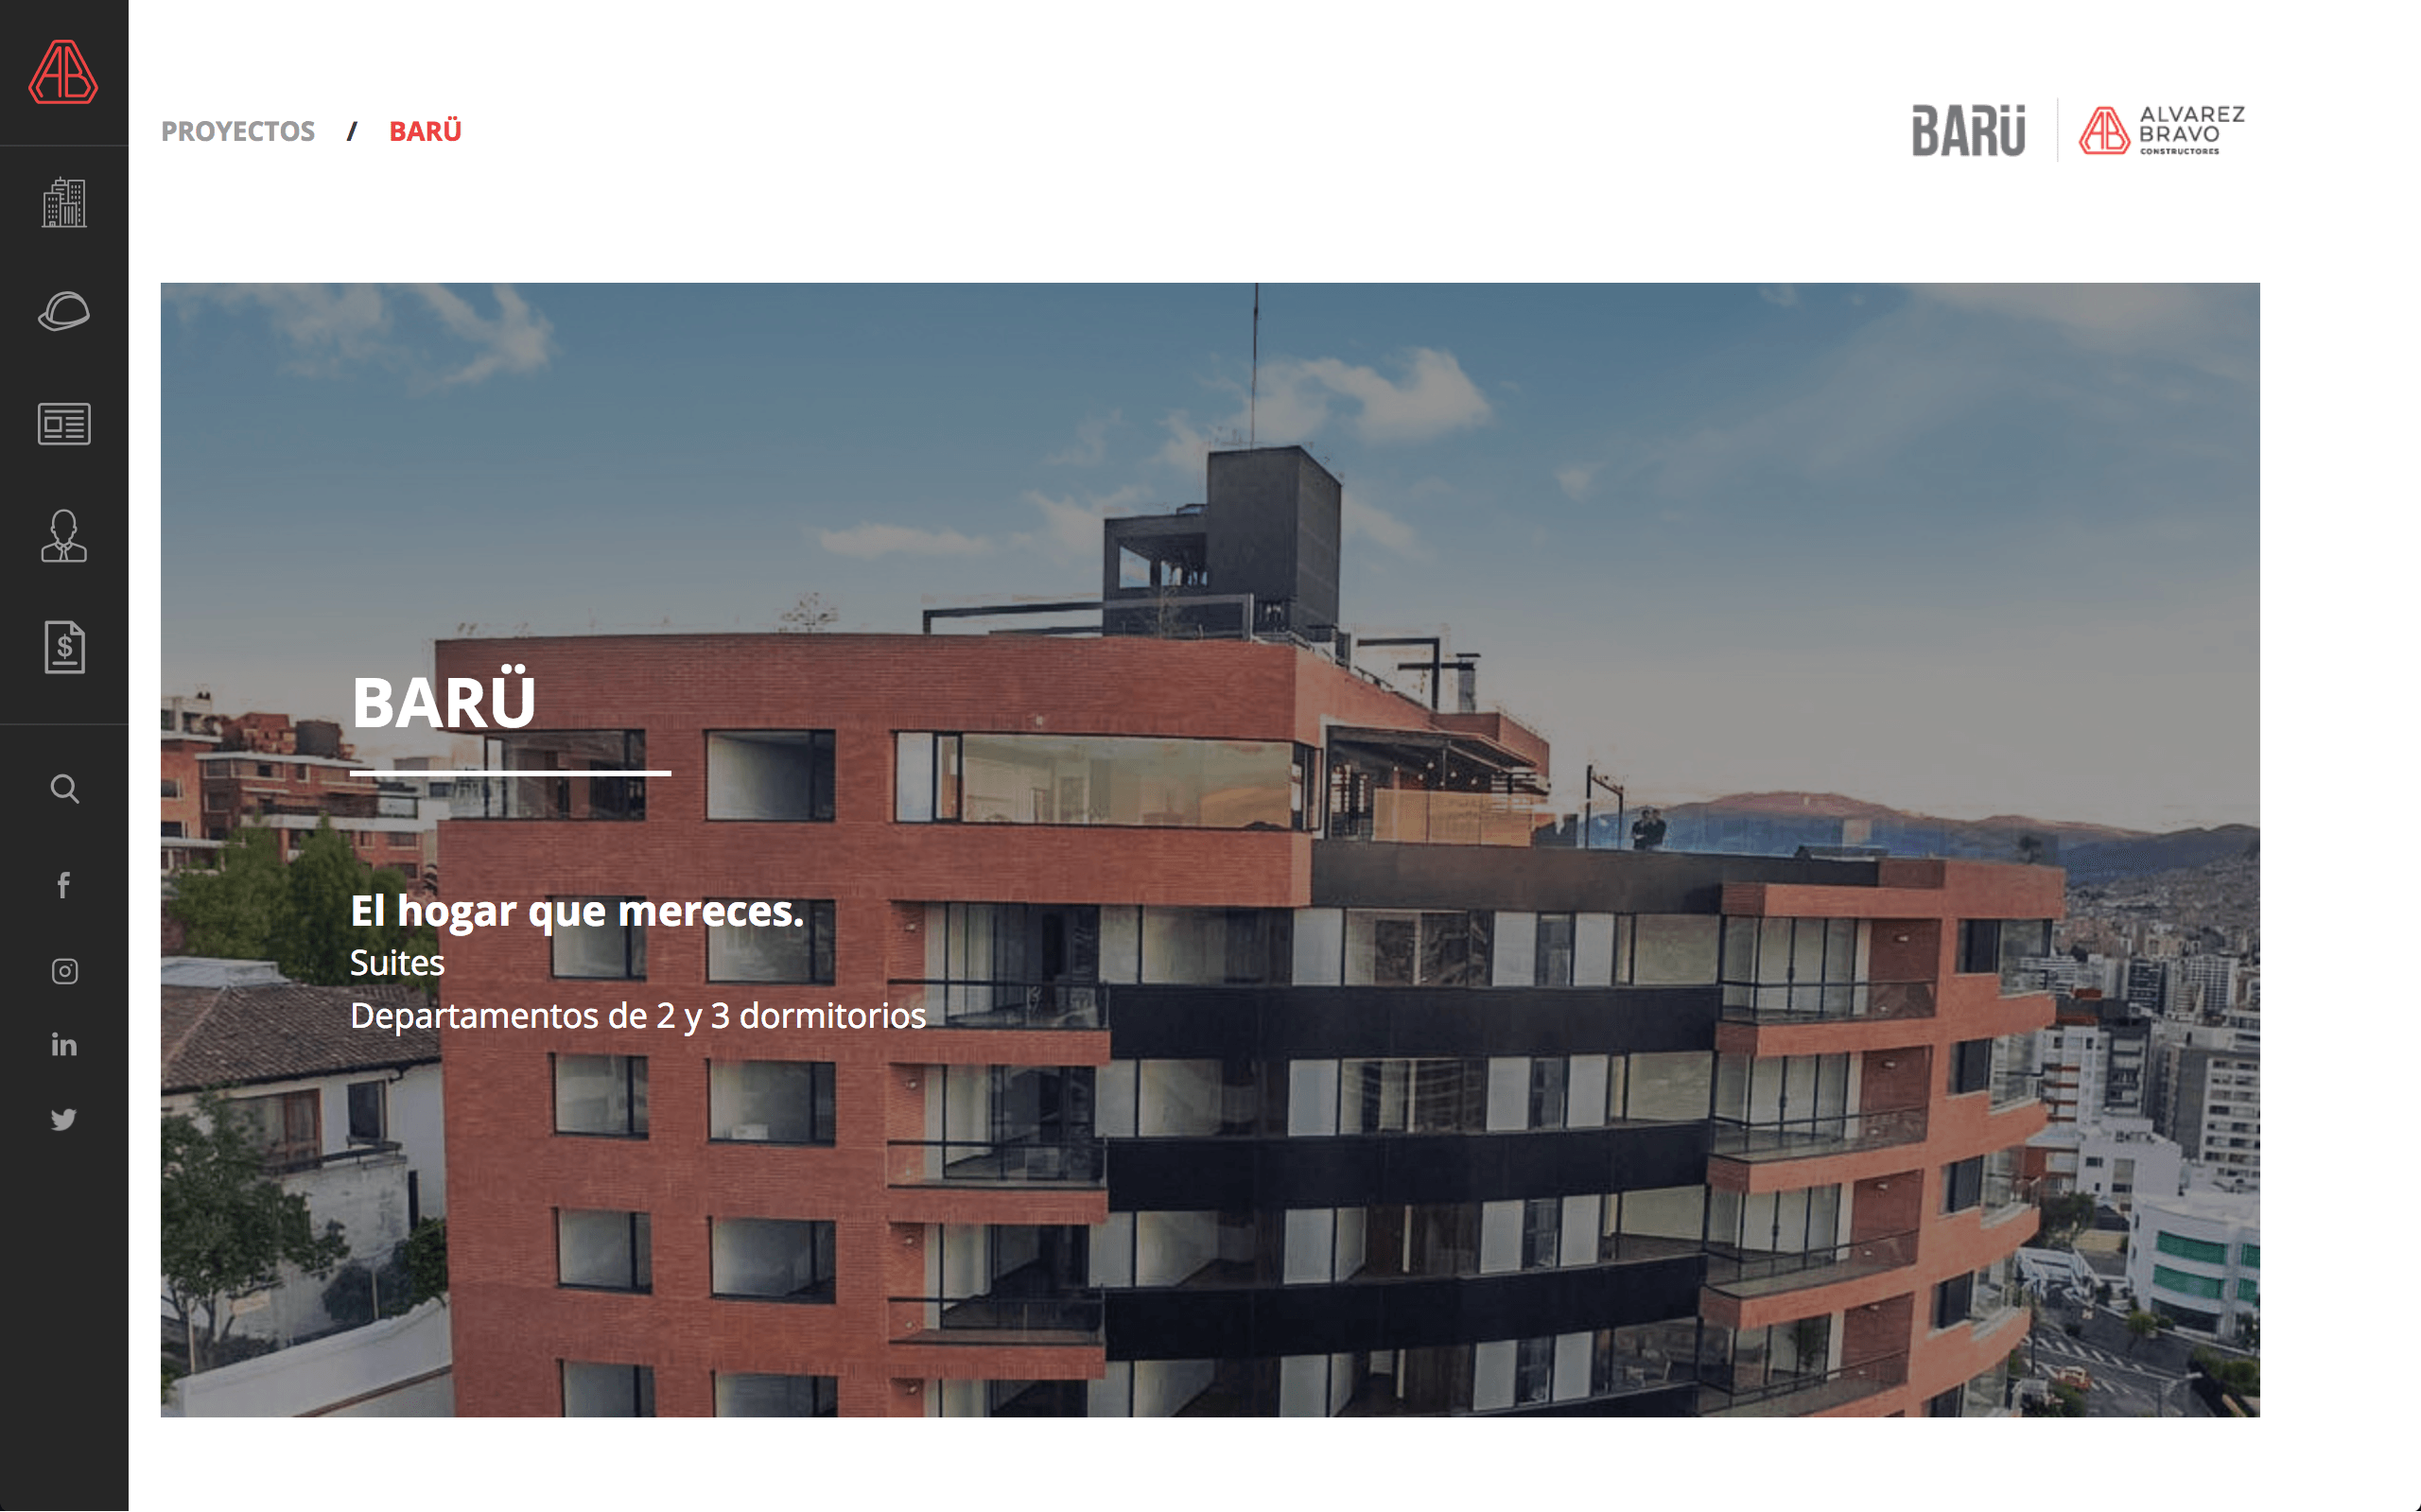 PROYECTOS / BARÜ
BARÜ
ALVAREZ
BRAVO
CONSTRUCTORES
BARÜ
El hogar que mereces.
Suites
Departamentos de 2 y 3 dormitorios